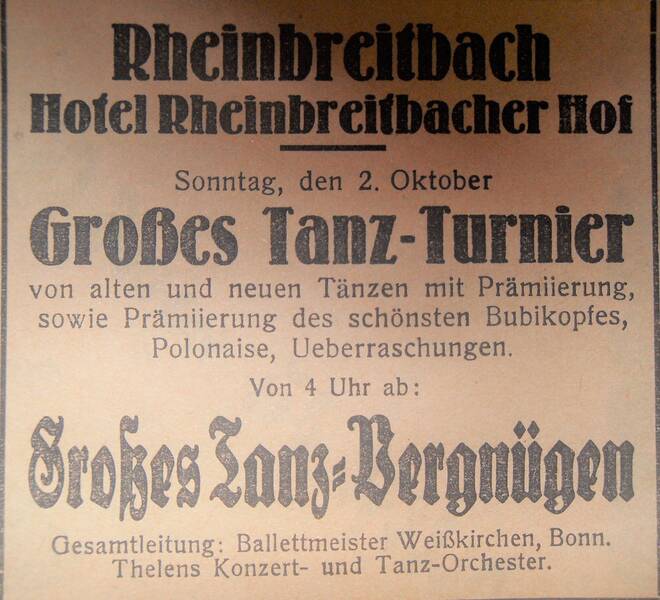 Rheinbreitbach
Hotel Rheinbreitbacher Hof
Sonntag, den 2. Oktober
Großes Tanz-Turnier
von alten und neuen Tänzen mit Prämiierung,
sowie Prämiierung des schönsten Bubikopfes,
Polonaise, Ueberraschungen.
Von 4 Uhr ab:
Großes Tanz-Vergnügen
Gesamtleitung: Ballettmeister Weißkirchen, Bonn.
Thelens Konzert- und Tanz-Orchester.